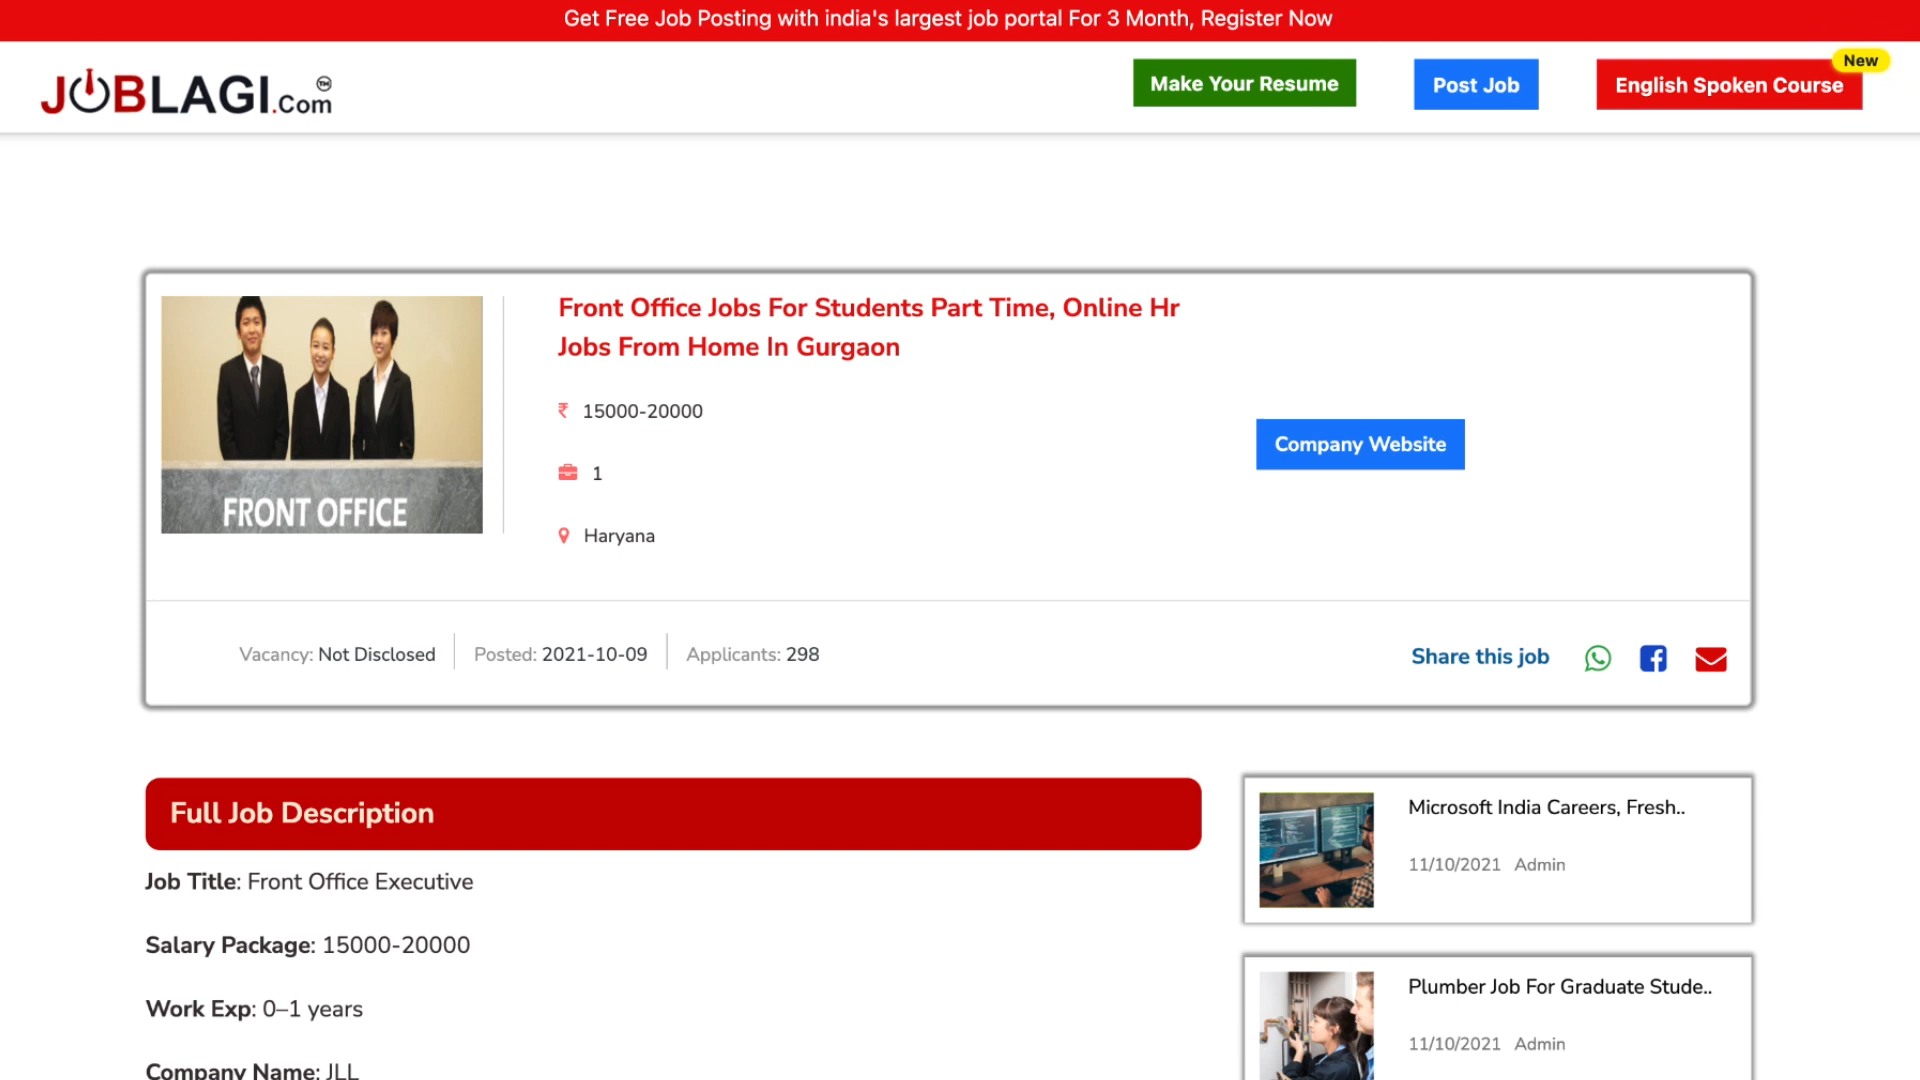 Get Free Job Posting with india's largest job portal For 3 Month, Register Now
JOBLAGI.Com™
Make Your Resume
Post Job
English Spoken Course
New
Front Office Jobs For Students Part Time, Online Hr
Jobs From Home In Gurgaon
₹ 15000-20000
1
Haryana
FRONT OFFICE
Company Website
Vacancy: Not Disclosed
Posted: 2021-10-09
Applicants: 298
Share this job
Full Job Description
Job Title: Front Office Executive
Salary Package: 15000-20000
Work Exp: 0–1 years
Company Name: JLL
Microsoft India Careers, Fresh..
11/10/2021 Admin
Plumber Job For Graduate Stude..
11/10/2021 Admin